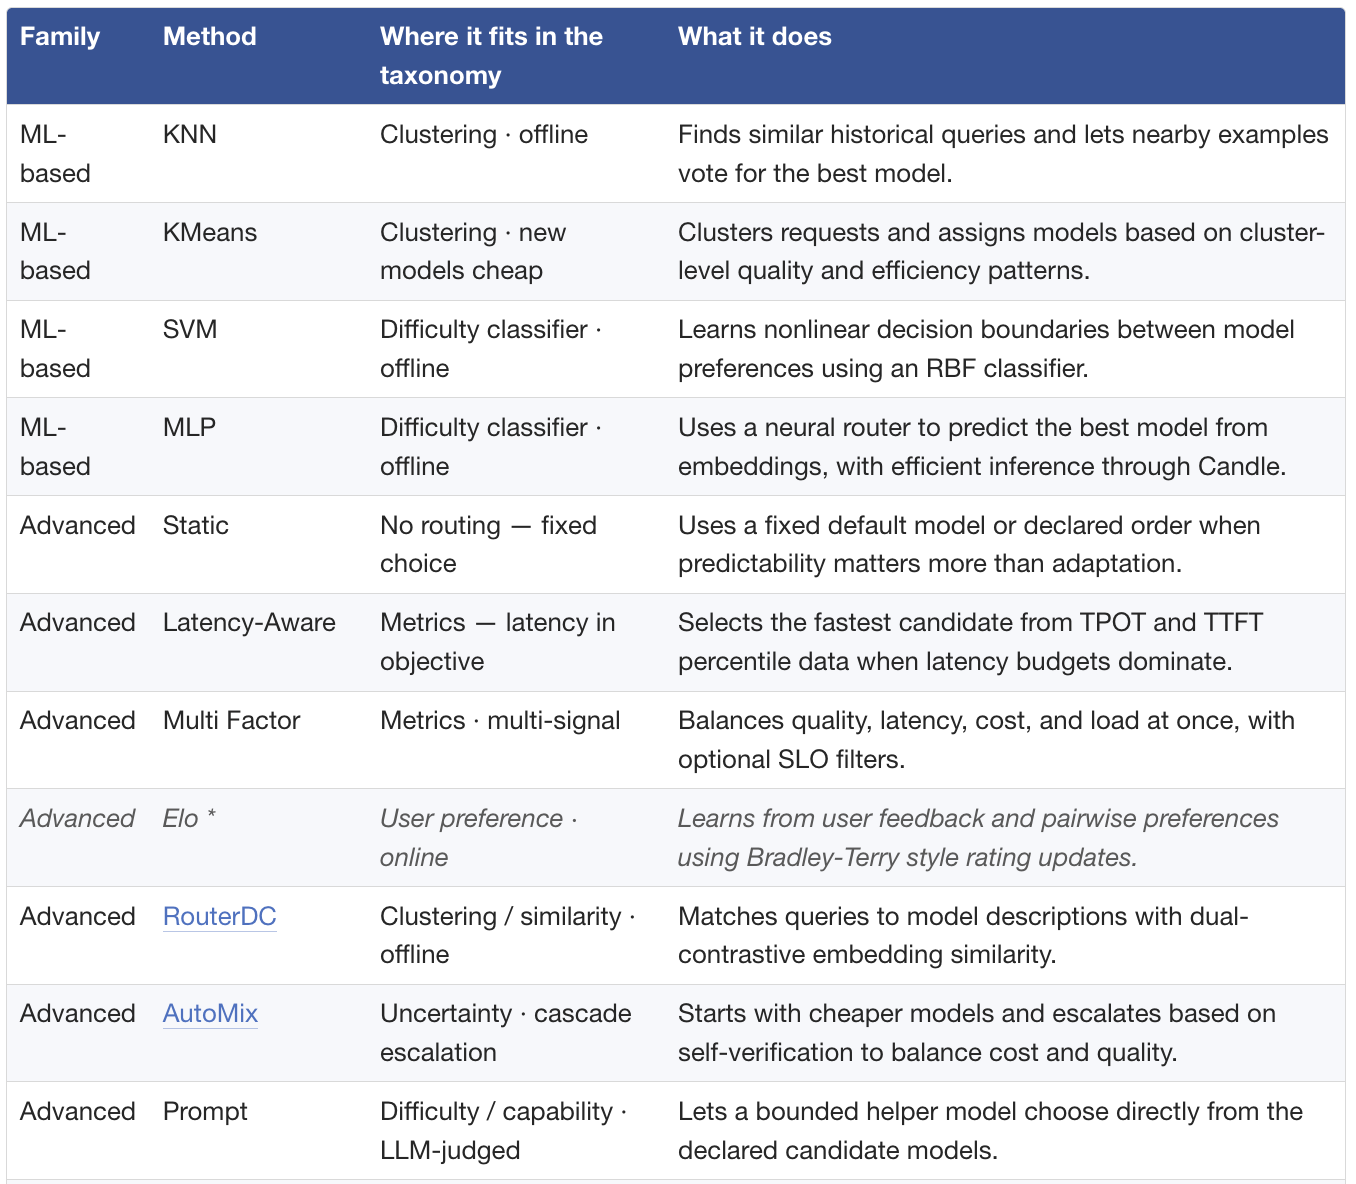 Family Method Where it fits in the What it does
taxonomy
ML- KNN Clustering · offline Finds similar historical queries and lets nearby examples
based vote for the best model.
ML- KMeans Clustering · new Clusters requests and assigns models based on cluster-
based models cheap level quality and efficiency patterns.
ML- SVM Difficulty classifier · Learns nonlinear decision boundaries between model
based offline preferences using an RBF classifier.
ML- MLP Difficulty classifier · Uses a neural router to predict the best model from
based offline embeddings, with efficient inference through Candle.
Advanced Static No routing — fixed Uses a fixed default model or declared order when
choice predictability matters more than adaptation.
Advanced Latency-Aware Metrics — latency in Selects the fastest candidate from TPOT and TTFT
objective percentile data when latency budgets dominate.
Advanced Multi Factor Metrics · multi-signal Balances quality, latency, cost, and load at once, with
optional SLO filters.
Advanced Elo * User preference · Learns from user feedback and pairwise preferences
online using Bradley-Terry style rating updates.
Advanced RouterDC Clustering / similarity · Matches queries to model descriptions with dual-
offline contrastive embedding similarity.
Advanced AutoMix Uncertainty · cascade Starts with cheaper models and escalates based on
escalation self-verification to balance cost and quality.
Advanced Prompt Difficulty / capability · Lets a bounded helper model choose directly from the
LLM-judged declared candidate models.